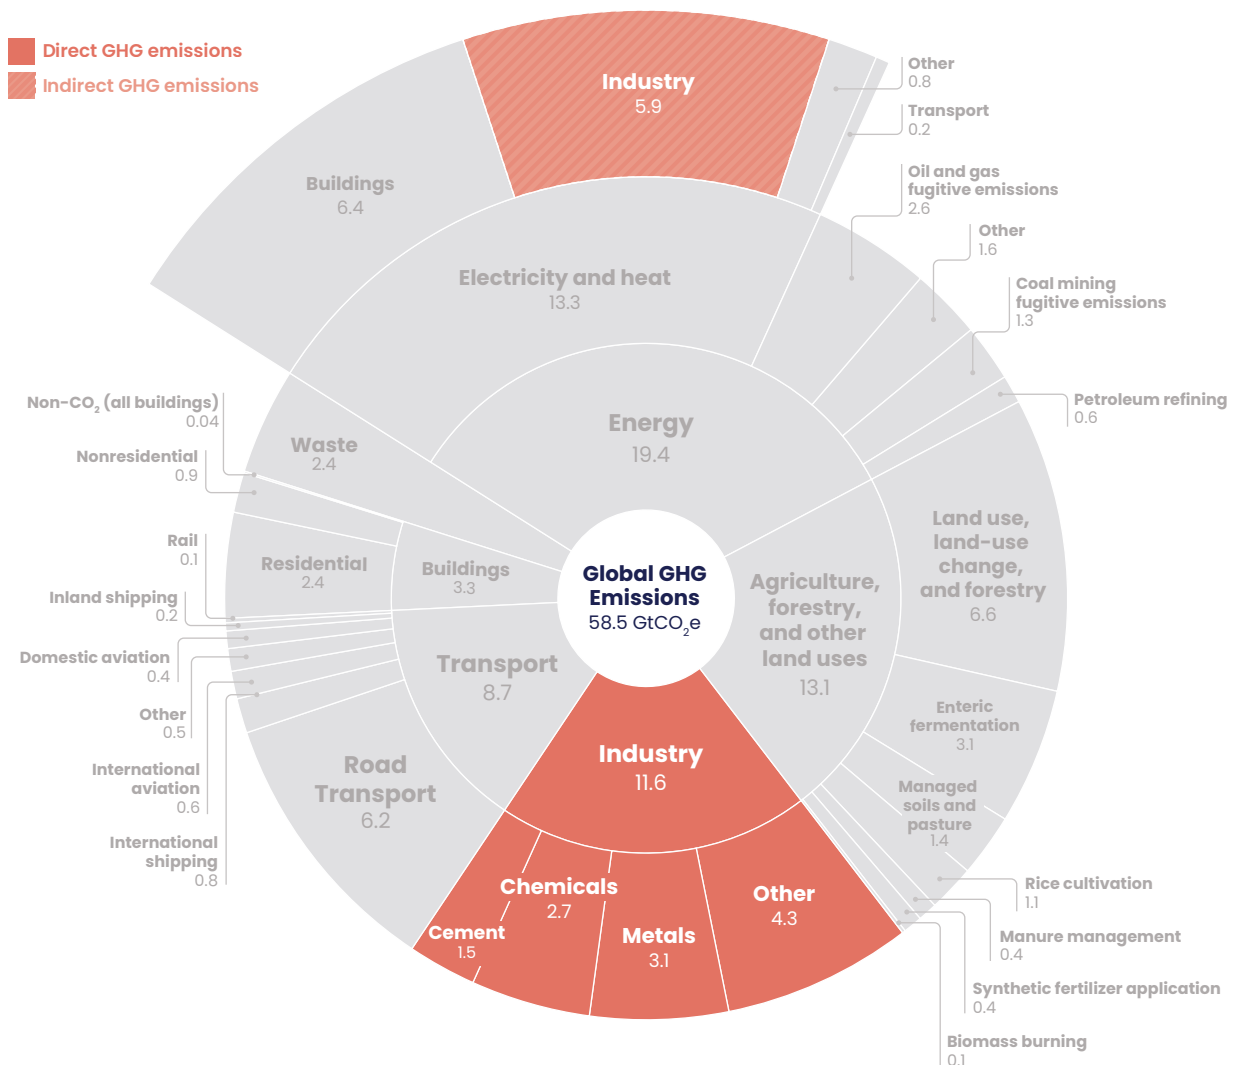 Direct GHG emissions
Indirect GHG emissions
Industry
5.9
Other
0.8
Transport
0.2
Buildings
6.4
Oil and gas
fugitive emissions
2.6
Other
1.6
Electricity and heat
13.3
Coal mining
fugitive emissions
1.3
Petroleum refining
0.6
Non-CO₂ (all buildings)
0.04
Energy
19.4
Waste
2.4
Nonresidential
0.9
Land use,
land-use
change,
and forestry
6.6
Rail
0.1
Residential
2.4
Buildings
3.3
Global GHG
Emissions
58.5 GtCO₂e
Agriculture,
forestry,
and other
land uses
13.1
Inland shipping
0.2
Domestic aviation
0.4
Transport
8.7
Other
0.5
Enteric
fermentation
3.1
International
aviation
0.6
Road
Transport
6.2
Industry
11.6
Managed
soils and
pasture
1.4
International
shipping
0.8
Chemicals
2.7
Other
4.3
Cement
1.5
Metals
3.1
Rice cultivation
1.1
Manure management
0.4
Synthetic fertilizer application
0.4
Biomass burning
0.1